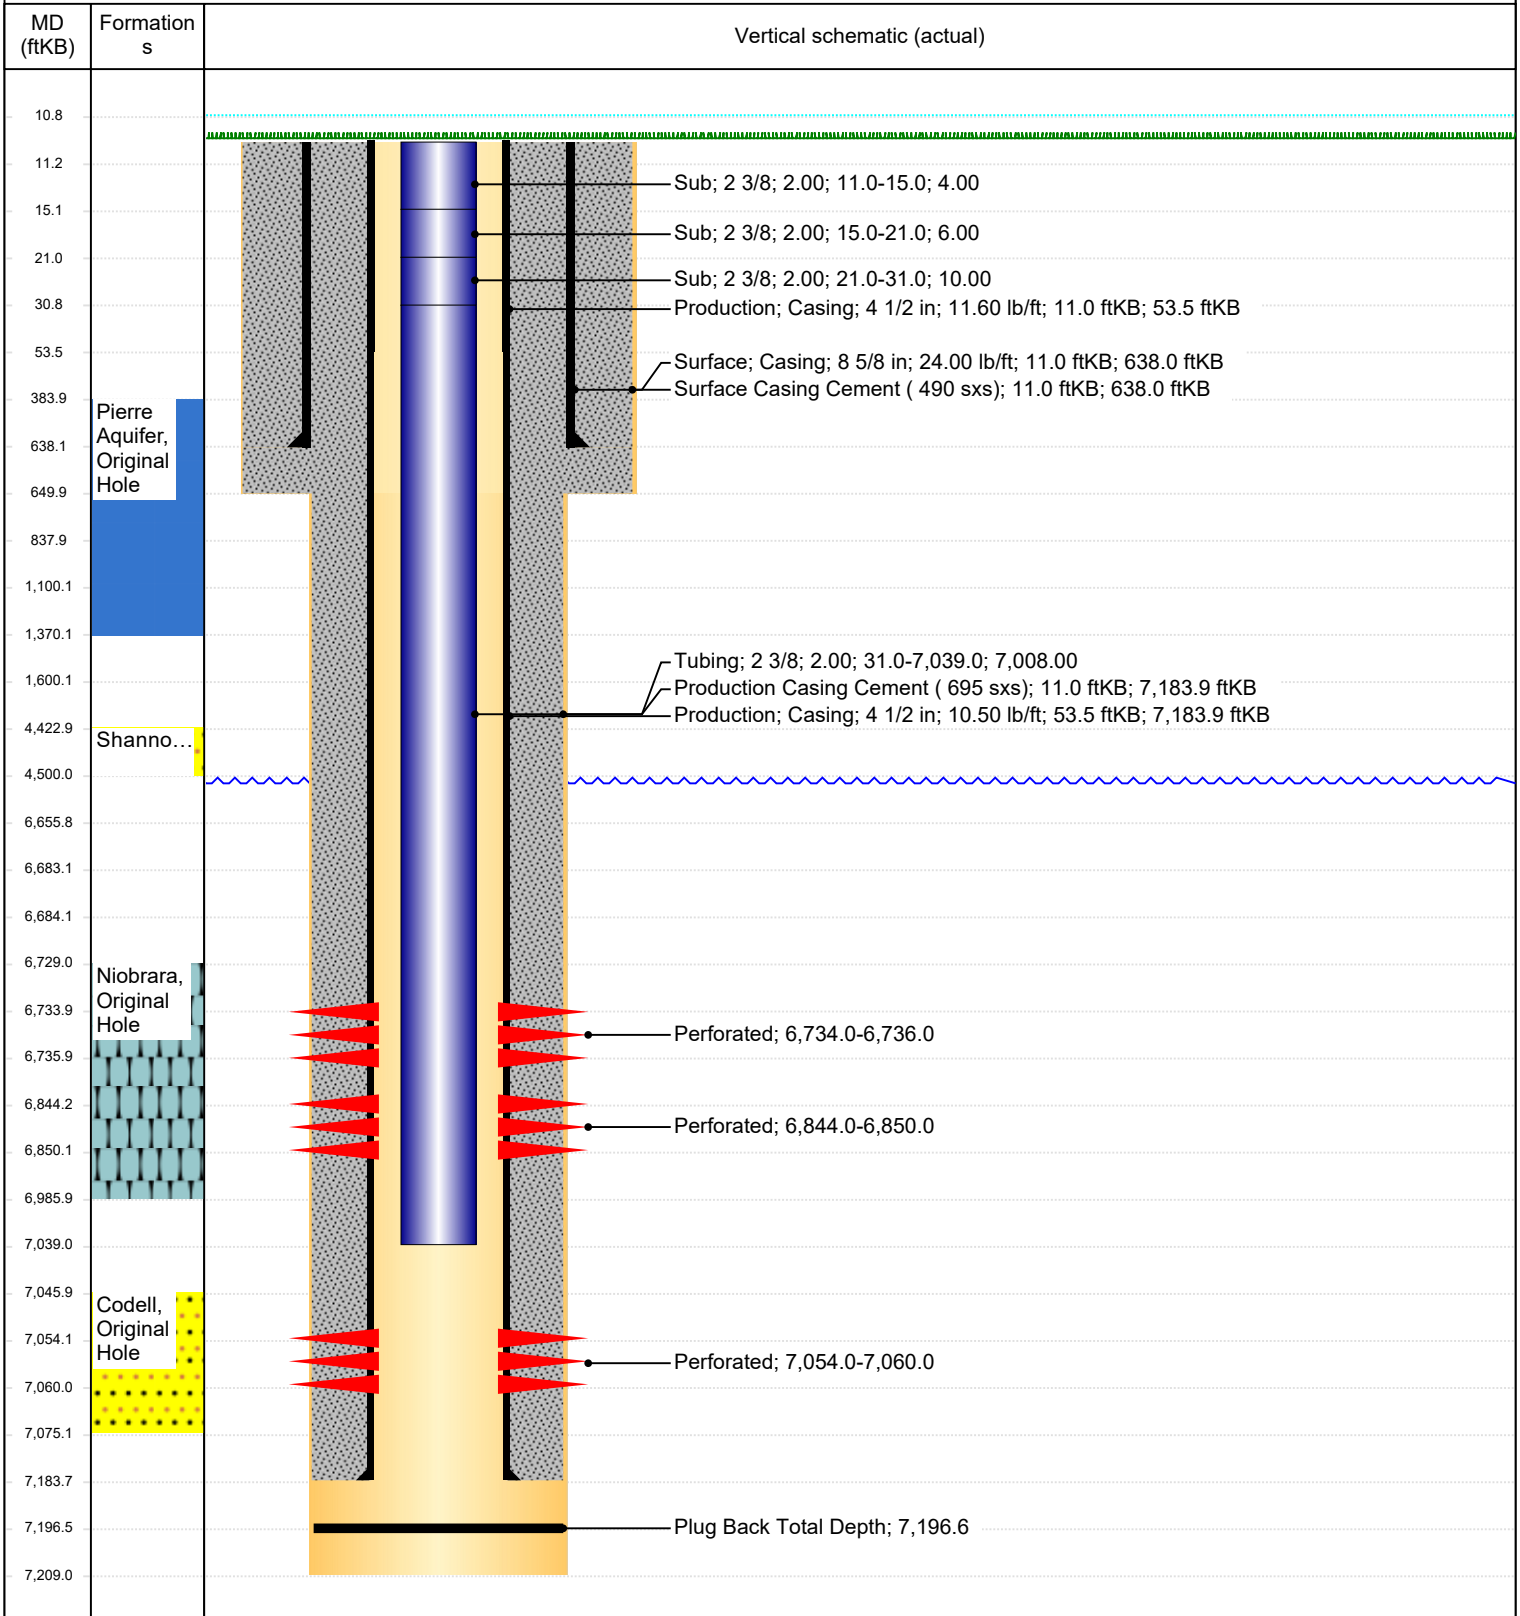 MD
(ftKB)
Formation
s
Vertical schematic (actual)
10.8
11.2
15.1
21.0
30.8
53.5
383.9
638.1
649.9
837.9
1,100.1
1,370.1
1,600.1
4,422.9
4,500.0
6,655.8
6,683.1
6,684.1
6,729.0
6,733.9
6,735.9
6,844.2
6,850.1
6,985.9
7,039.0
7,045.9
7,054.1
7,060.0
7,075.1
7,183.7
7,196.5
7,209.0
Pierre
Aquifer,
Original
Hole
Shanno...
Niobrara,
Original
Hole
Codell,
Original
Hole
Sub; 2 3/8; 2.00; 11.0-15.0; 4.00
Sub; 2 3/8; 2.00; 15.0-21.0; 6.00
Sub; 2 3/8; 2.00; 21.0-31.0; 10.00
Production; Casing; 4 1/2 in; 11.60 lb/ft; 11.0 ftKB; 53.5 ftKB
Surface; Casing; 8 5/8 in; 24.00 lb/ft; 11.0 ftKB; 638.0 ftKB
Surface Casing Cement ( 490 sxs); 11.0 ftKB; 638.0 ftKB
Tubing; 2 3/8; 2.00; 31.0-7,039.0; 7,008.00
Production Casing Cement ( 695 sxs); 11.0 ftKB; 7,183.9 ftKB
Production; Casing; 4 1/2 in; 10.50 lb/ft; 53.5 ftKB; 7,183.9 ftKB
Perforated; 6,734.0-6,736.0
Perforated; 6,844.0-6,850.0
Perforated; 7,054.0-7,060.0
Plug Back Total Depth; 7,196.6